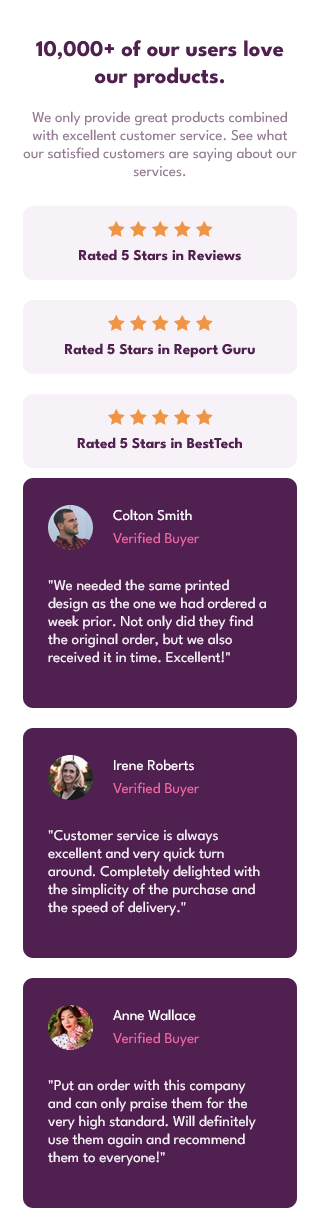 10,000+ of our users love
our products.
We only provide great products combined
with excellent customer service. See what
our satisfied customers are saying about our
services.
Rated 5 Stars in Reviews
Rated 5 Stars in Report Guru
Rated 5 Stars in BestTech
Colton Smith
Verified Buyer
"We needed the same printed
design as the one we had ordered a
week prior. Not only did they find
the original order, but we also
received it in time. Excellent!"
Irene Roberts
Verified Buyer
"Customer service is always
excellent and very quick turn
around. Completely delighted with
the simplicity of the purchase and
the speed of delivery."
Anne Wallace
Verified Buyer
"Put an order with this company
and can only praise them for the
very high standard. Will definitely
use them again and recommend
them to everyone!"